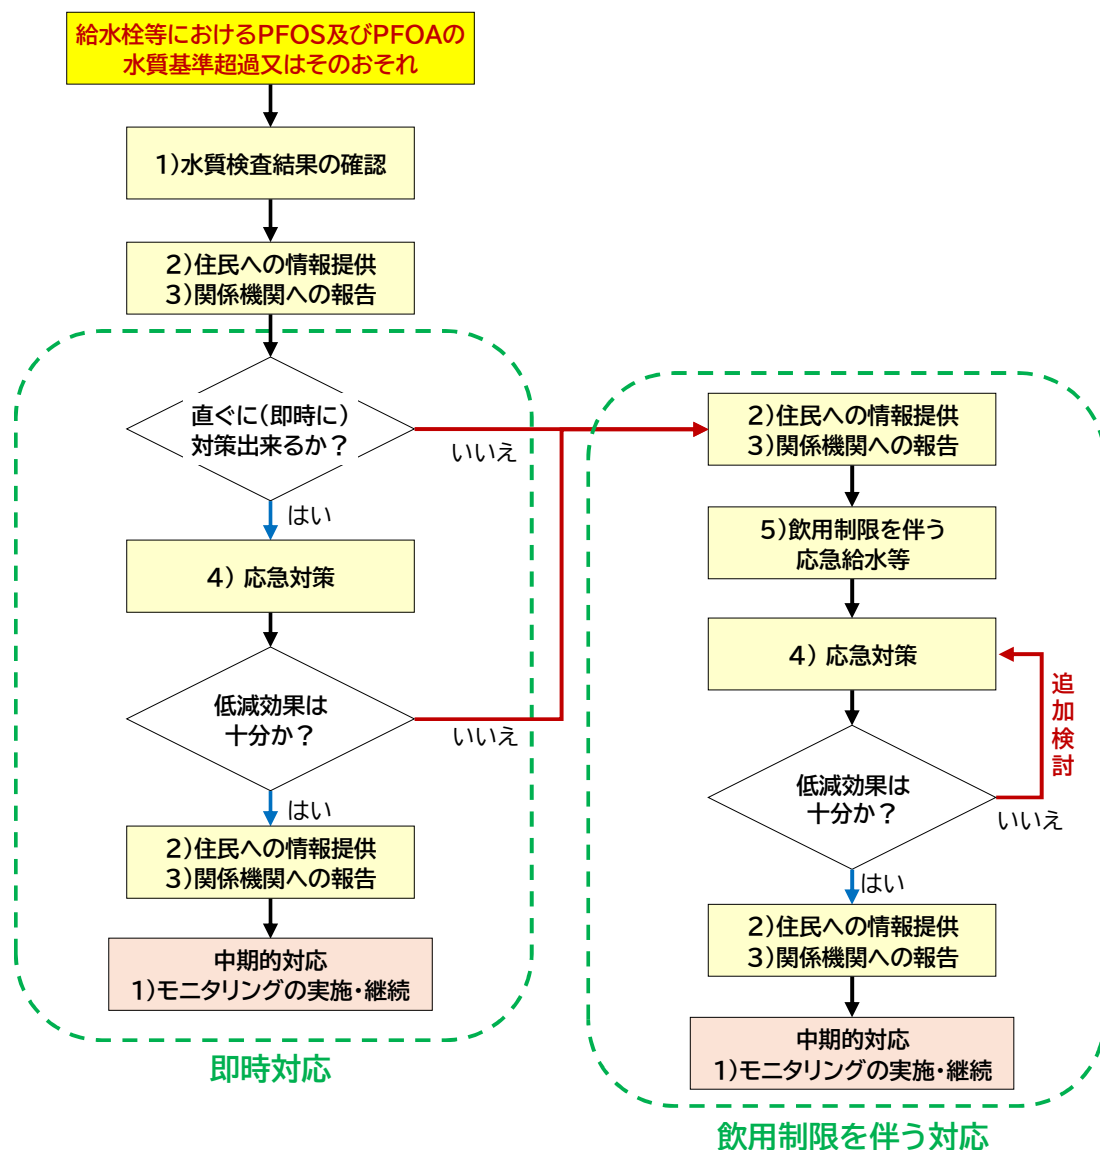 給水栓等におけるPFOS及びPFOAの
水質基準超過又はそのおそれ
1)水質検査結果の確認
2)住民への情報提供
3)関係機関への報告
直ぐに(即時に)
対策出来るか？
いいえ
はい
4) 応急対策
低減効果は
十分か？
いいえ
はい
2)住民への情報提供
3)関係機関への報告
中期的対応
1)モニタリングの実施・継続
即時対応
2)住民への情報提供
3)関係機関への報告
5)飲用制限を伴う
応急給水等
4) 応急対策
追加検討
低減効果は
十分か？
いいえ
はい
2)住民への情報提供
3)関係機関への報告
中期的対応
1)モニタリングの実施・継続
飲用制限を伴う対応